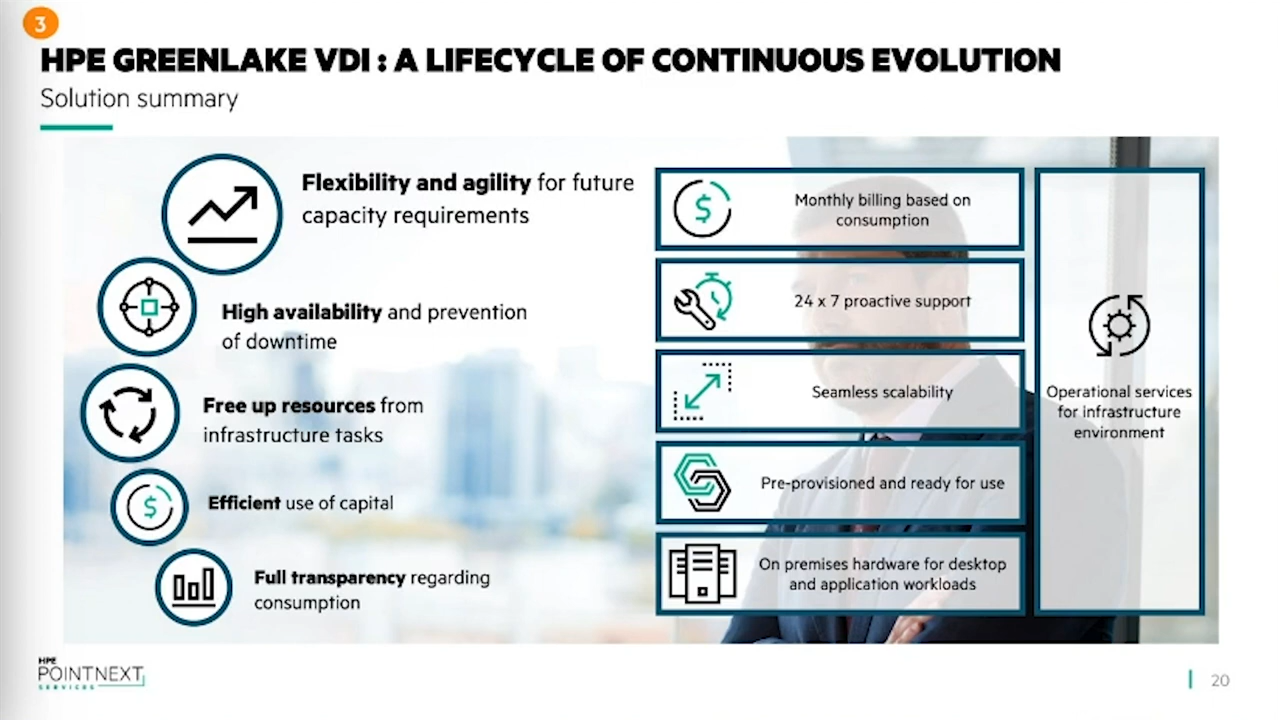 3
HPE GREENLAKE VDI : A LIFECYCLE OF CONTINUOUS EVOLUTION
Solution summary
Flexibility and agility for future
capacity requirements
High availability and prevention
of downtime
Free up resources from
infrastructure tasks
$
Efficient use of capital
Full transparency regarding
consumption
$
Monthly billing based on
consumption
24 x 7 proactive support
Seamless scalability
Pre-provisioned and ready for use
On premises hardware for desktop
and application workloads
Operational services
for infrastructure
environment
HPE
POINTNEXT
SERVICES
20